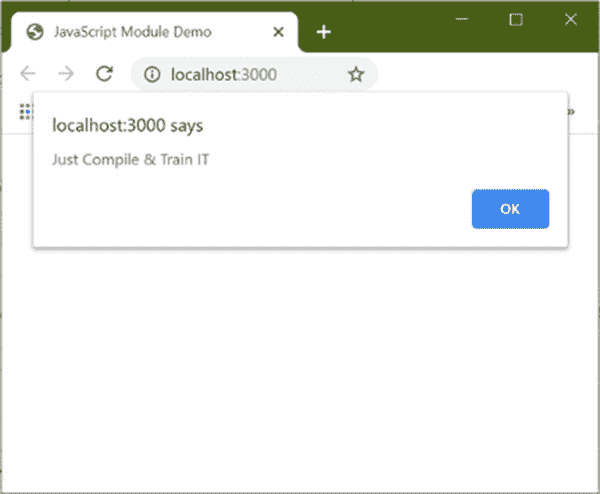 JavaScript Module Demo
localhost:3000
localhost:3000 says
Just Compile & Train IT
OK